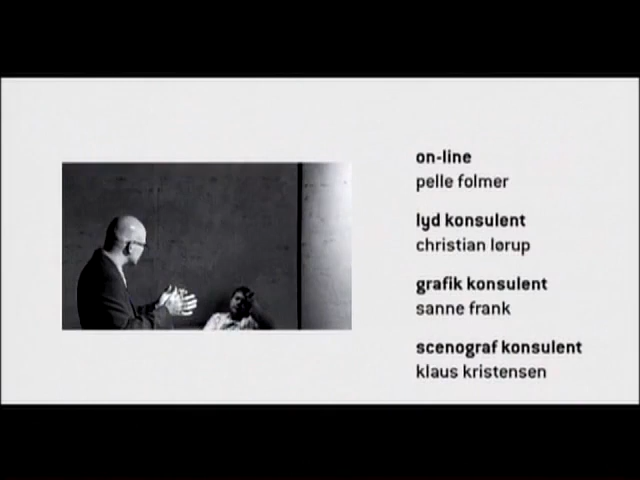 on-line
pelle folmer
lyd konsulent
christian lørup
grafik konsulent
sanne frank
scenograf konsulent
klaus kristensen